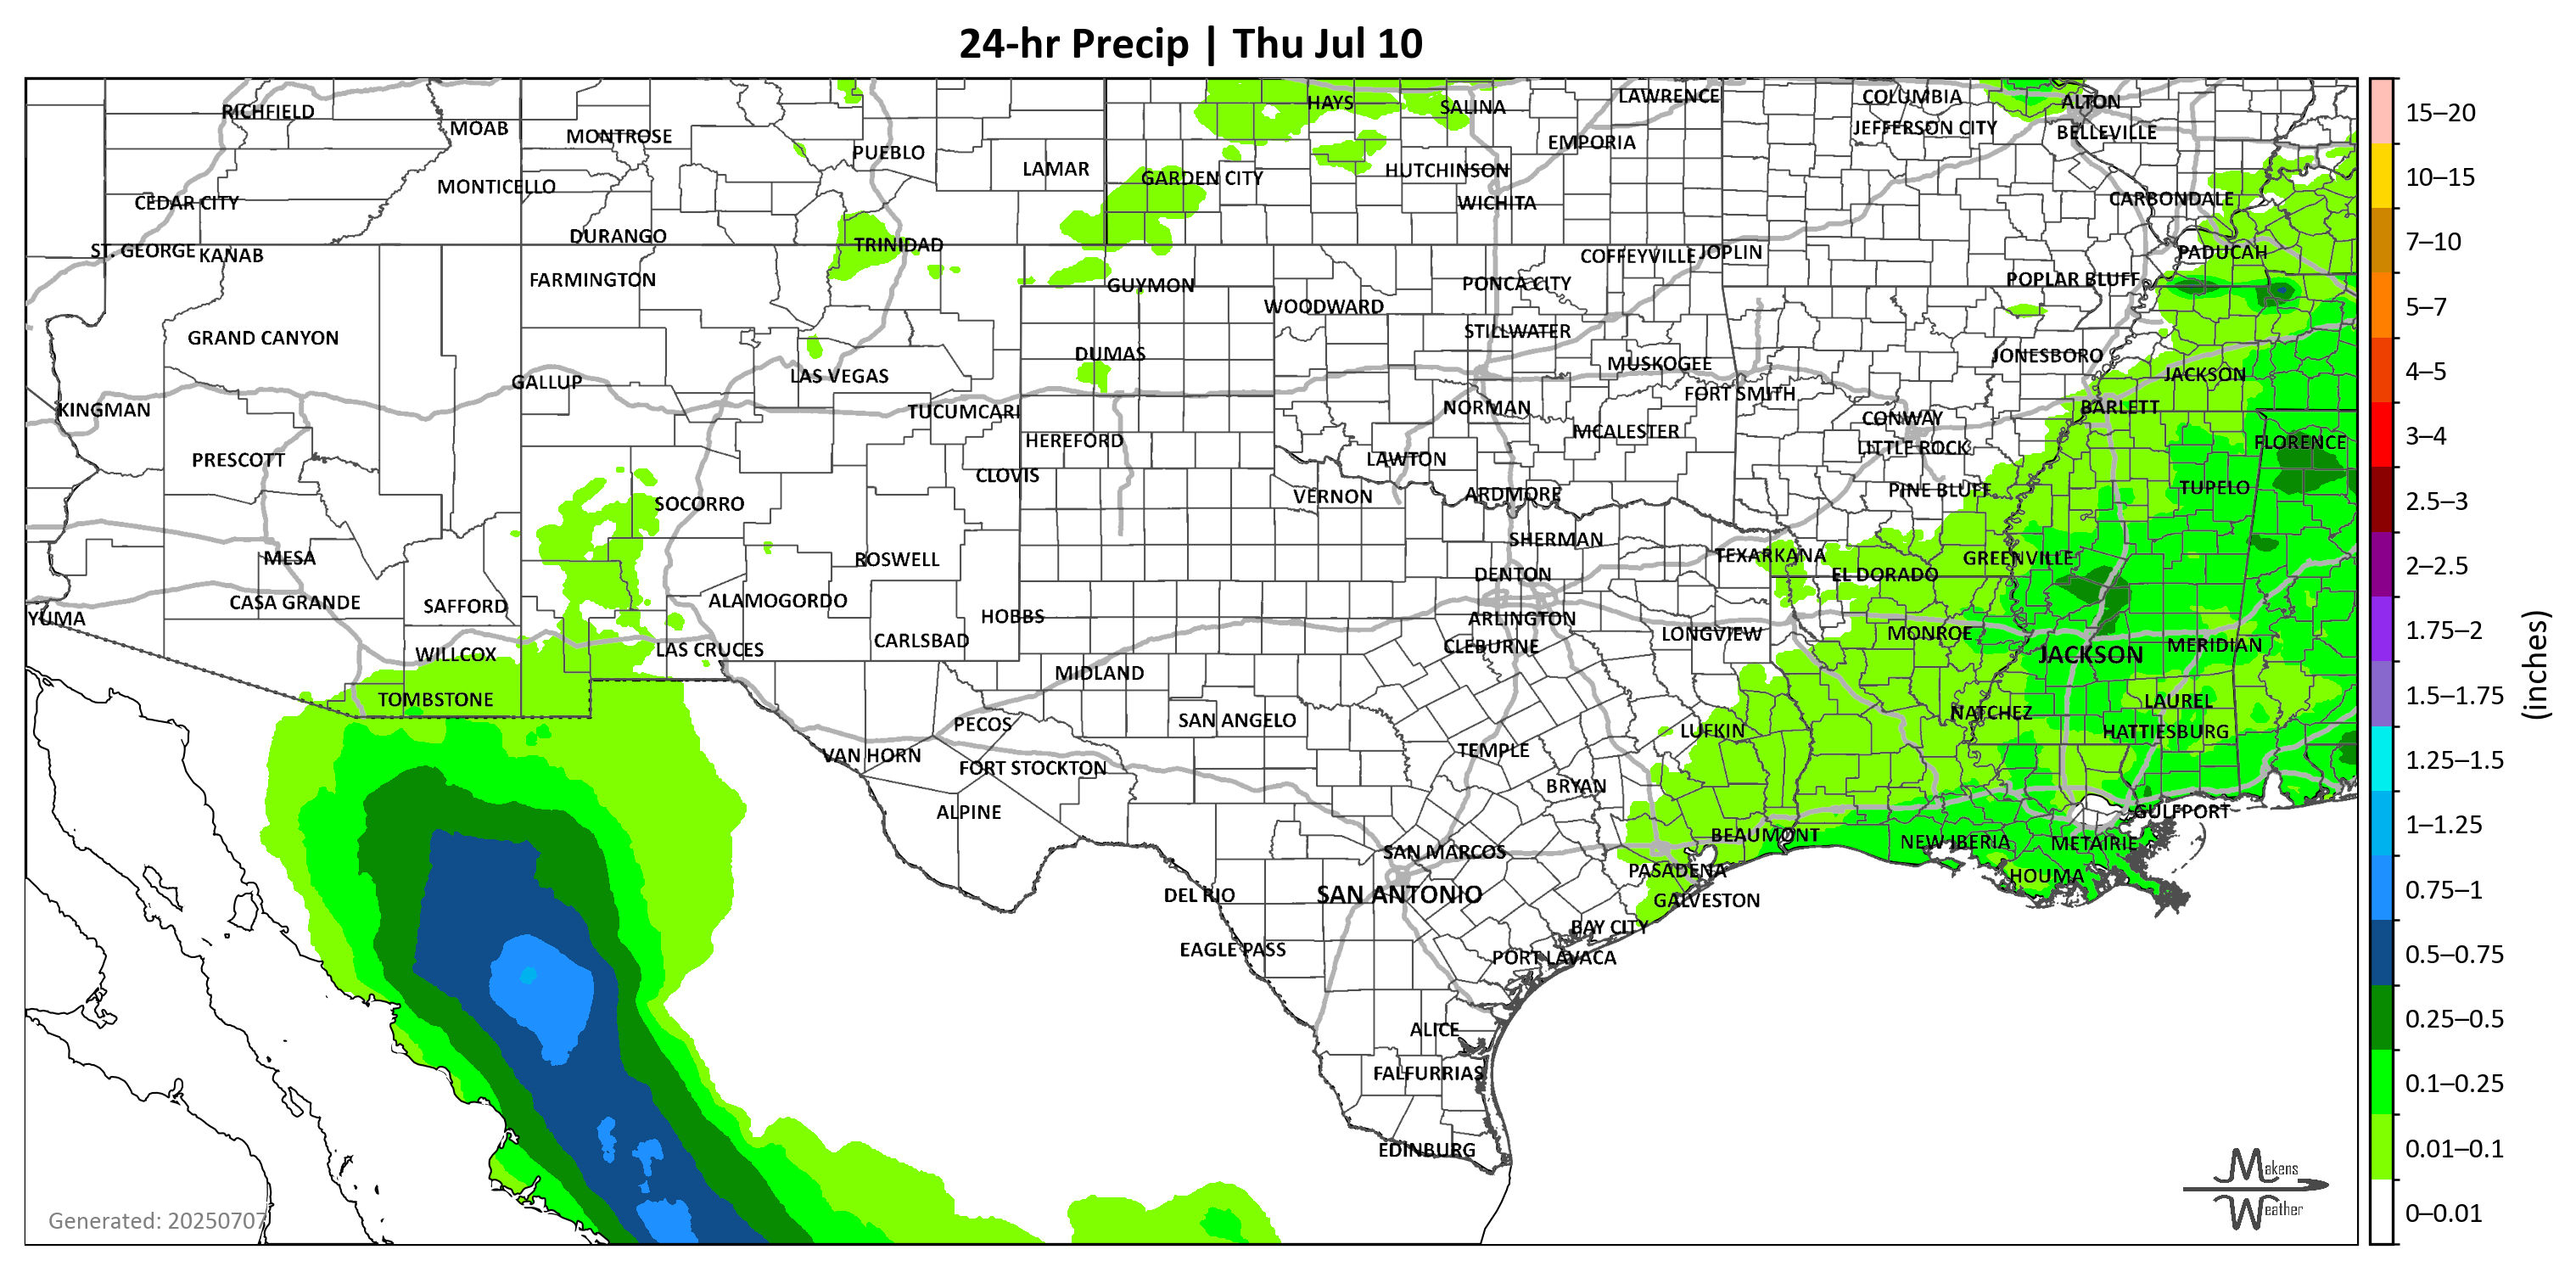 24-hr Precip | Thu Jul 10
RICHFIELD
MOAB
MONTROSE
PUEBLO
LAMAR
HAYS
SALINA
LAWRENCE
EMPORIA
COLUMBIA
JEFFERSON CITY
ALTON
BELLEVILLE
CEDAR CITY
MONTICELLO
GARDEN CITY
HUTCHINSON
WICHITA
CARBONDALE
ST. GEORGE
KANAB
DURANGO
TRINIDAD
COFFEYVILLE
JOPLIN
PADUCAH
FARMINGTON
GUYMON
WOODWARD
PONCA CITY
POPLAR BLUFF
GRAND CANYON
STILLWATER
DUMAS
MUSKOGEE
JONESBORO
GALLUP
LAS VEGAS
FORT SMITH
JACKSON
KINGMAN
TUCUMCARI
NORMAN
CONWAY
BARLETT
HEREFORD
MCALESTER
LITTLE ROCK
FLORENCE
PRESCOTT
CLOVIS
LAWTON
SOCORRO
VERNON
ARDMORE
PINE BLUFF
TUPELO
MESA
ROSWELL
SHERMAN
TEXARKANA
GREENVILLE
DENTON
EL DORADO
YUMA
CASA GRANDE
SAFFORD
ALAMOGORDO
HOBBS
ARLINGTON
CLEBURNE
LONGVIEW
MONROE
WILLCOX
LAS CRUCES
CARLSBAD
JACKSON
MERIDIAN
TOMBSTONE
MIDLAND
PECOS
SAN ANGELO
LUFKIN
NATCHEZ
LAUREL
HATTIESBURG
VAN HORN
FORT STOCKTON
TEMPLE
BRYAN
ALPINE
GULFPORT
SAN MARCOS
BEAUMONT
NEW IBERIA
METAIRIE
DEL RIO
SAN ANTONIO
PASADENA
GALVESTON
HOUMA
EAGLE PASS
BAY CITY
PORT LAVACA
ALICE
FALFURRIAS
EDINBURG
Generated: 20250707
Makens
Weather
15–20
10–15
7–10
5–7
4–5
3–4
2.5–3
2–2.5
1.75–2
1.5–1.75
1.25–1.5
1–1.25
0.75–1
0.5–0.75
0.25–0.5
0.1–0.25
0.01–0.1
0–0.01
(inches)